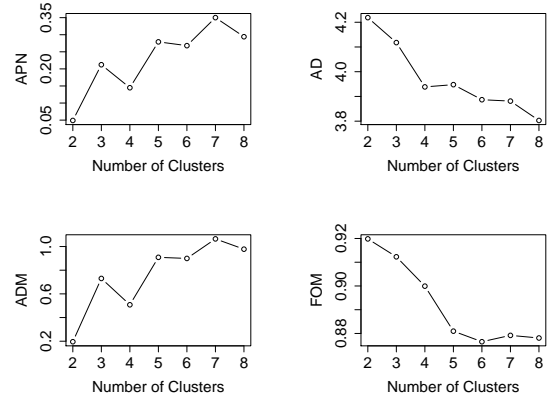 APN
0.05 0.20 0.35
2 3 4 5 6 7 8
Number of Clusters
AD
3.8 4.0 4.2
2 3 4 5 6 7 8
Number of Clusters
ADM
0.2 0.6 1.0
2 3 4 5 6 7 8
Number of Clusters
FOM
0.88 0.90 0.92
2 3 4 5 6 7 8
Number of Clusters